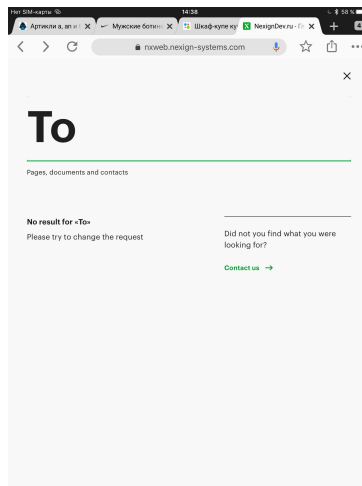 Нет SIM-карты 14:38 58 %
Артикли a, an и Мужские ботин Шкаф-купе ку NexignDev.ru - Гл 4
nxweb.nexign-systems.com
To
Pages, documents and contacts
No result for «To»
Please try to change the request
Did not you find what you were
looking for?
Contact us →